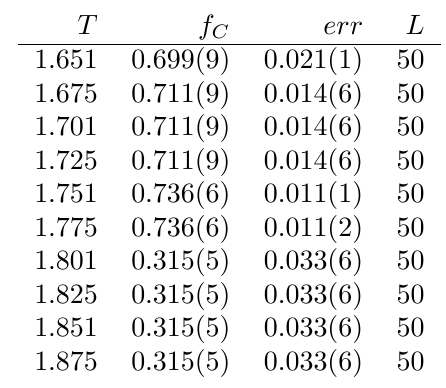 T f_C err L
1.651 0.699(9) 0.021(1) 50
1.675 0.711(9) 0.014(6) 50
1.701 0.711(9) 0.014(6) 50
1.725 0.711(9) 0.014(6) 50
1.751 0.736(6) 0.011(1) 50
1.775 0.736(6) 0.011(2) 50
1.801 0.315(5) 0.033(6) 50
1.825 0.315(5) 0.033(6) 50
1.851 0.315(5) 0.033(6) 50
1.875 0.315(5) 0.033(6) 50